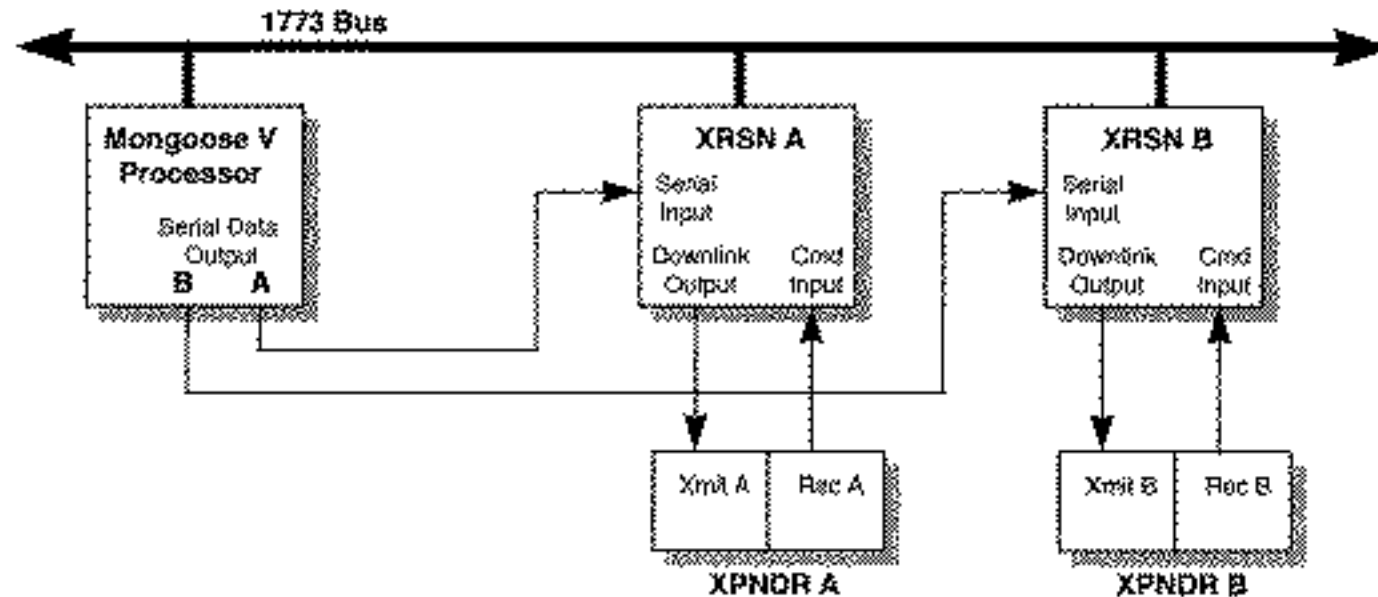 1773 Bus
Mongoose V
Processor
Serial Data
Output
B A
XRSN A
Serial
Input
Downlink Cmd
Output Input
XRSN B
Serial
Input
Downlink Cmd
Output Input
Xmit A Rec A
XPNDR A
Xmit B Rec B
XPNDR B